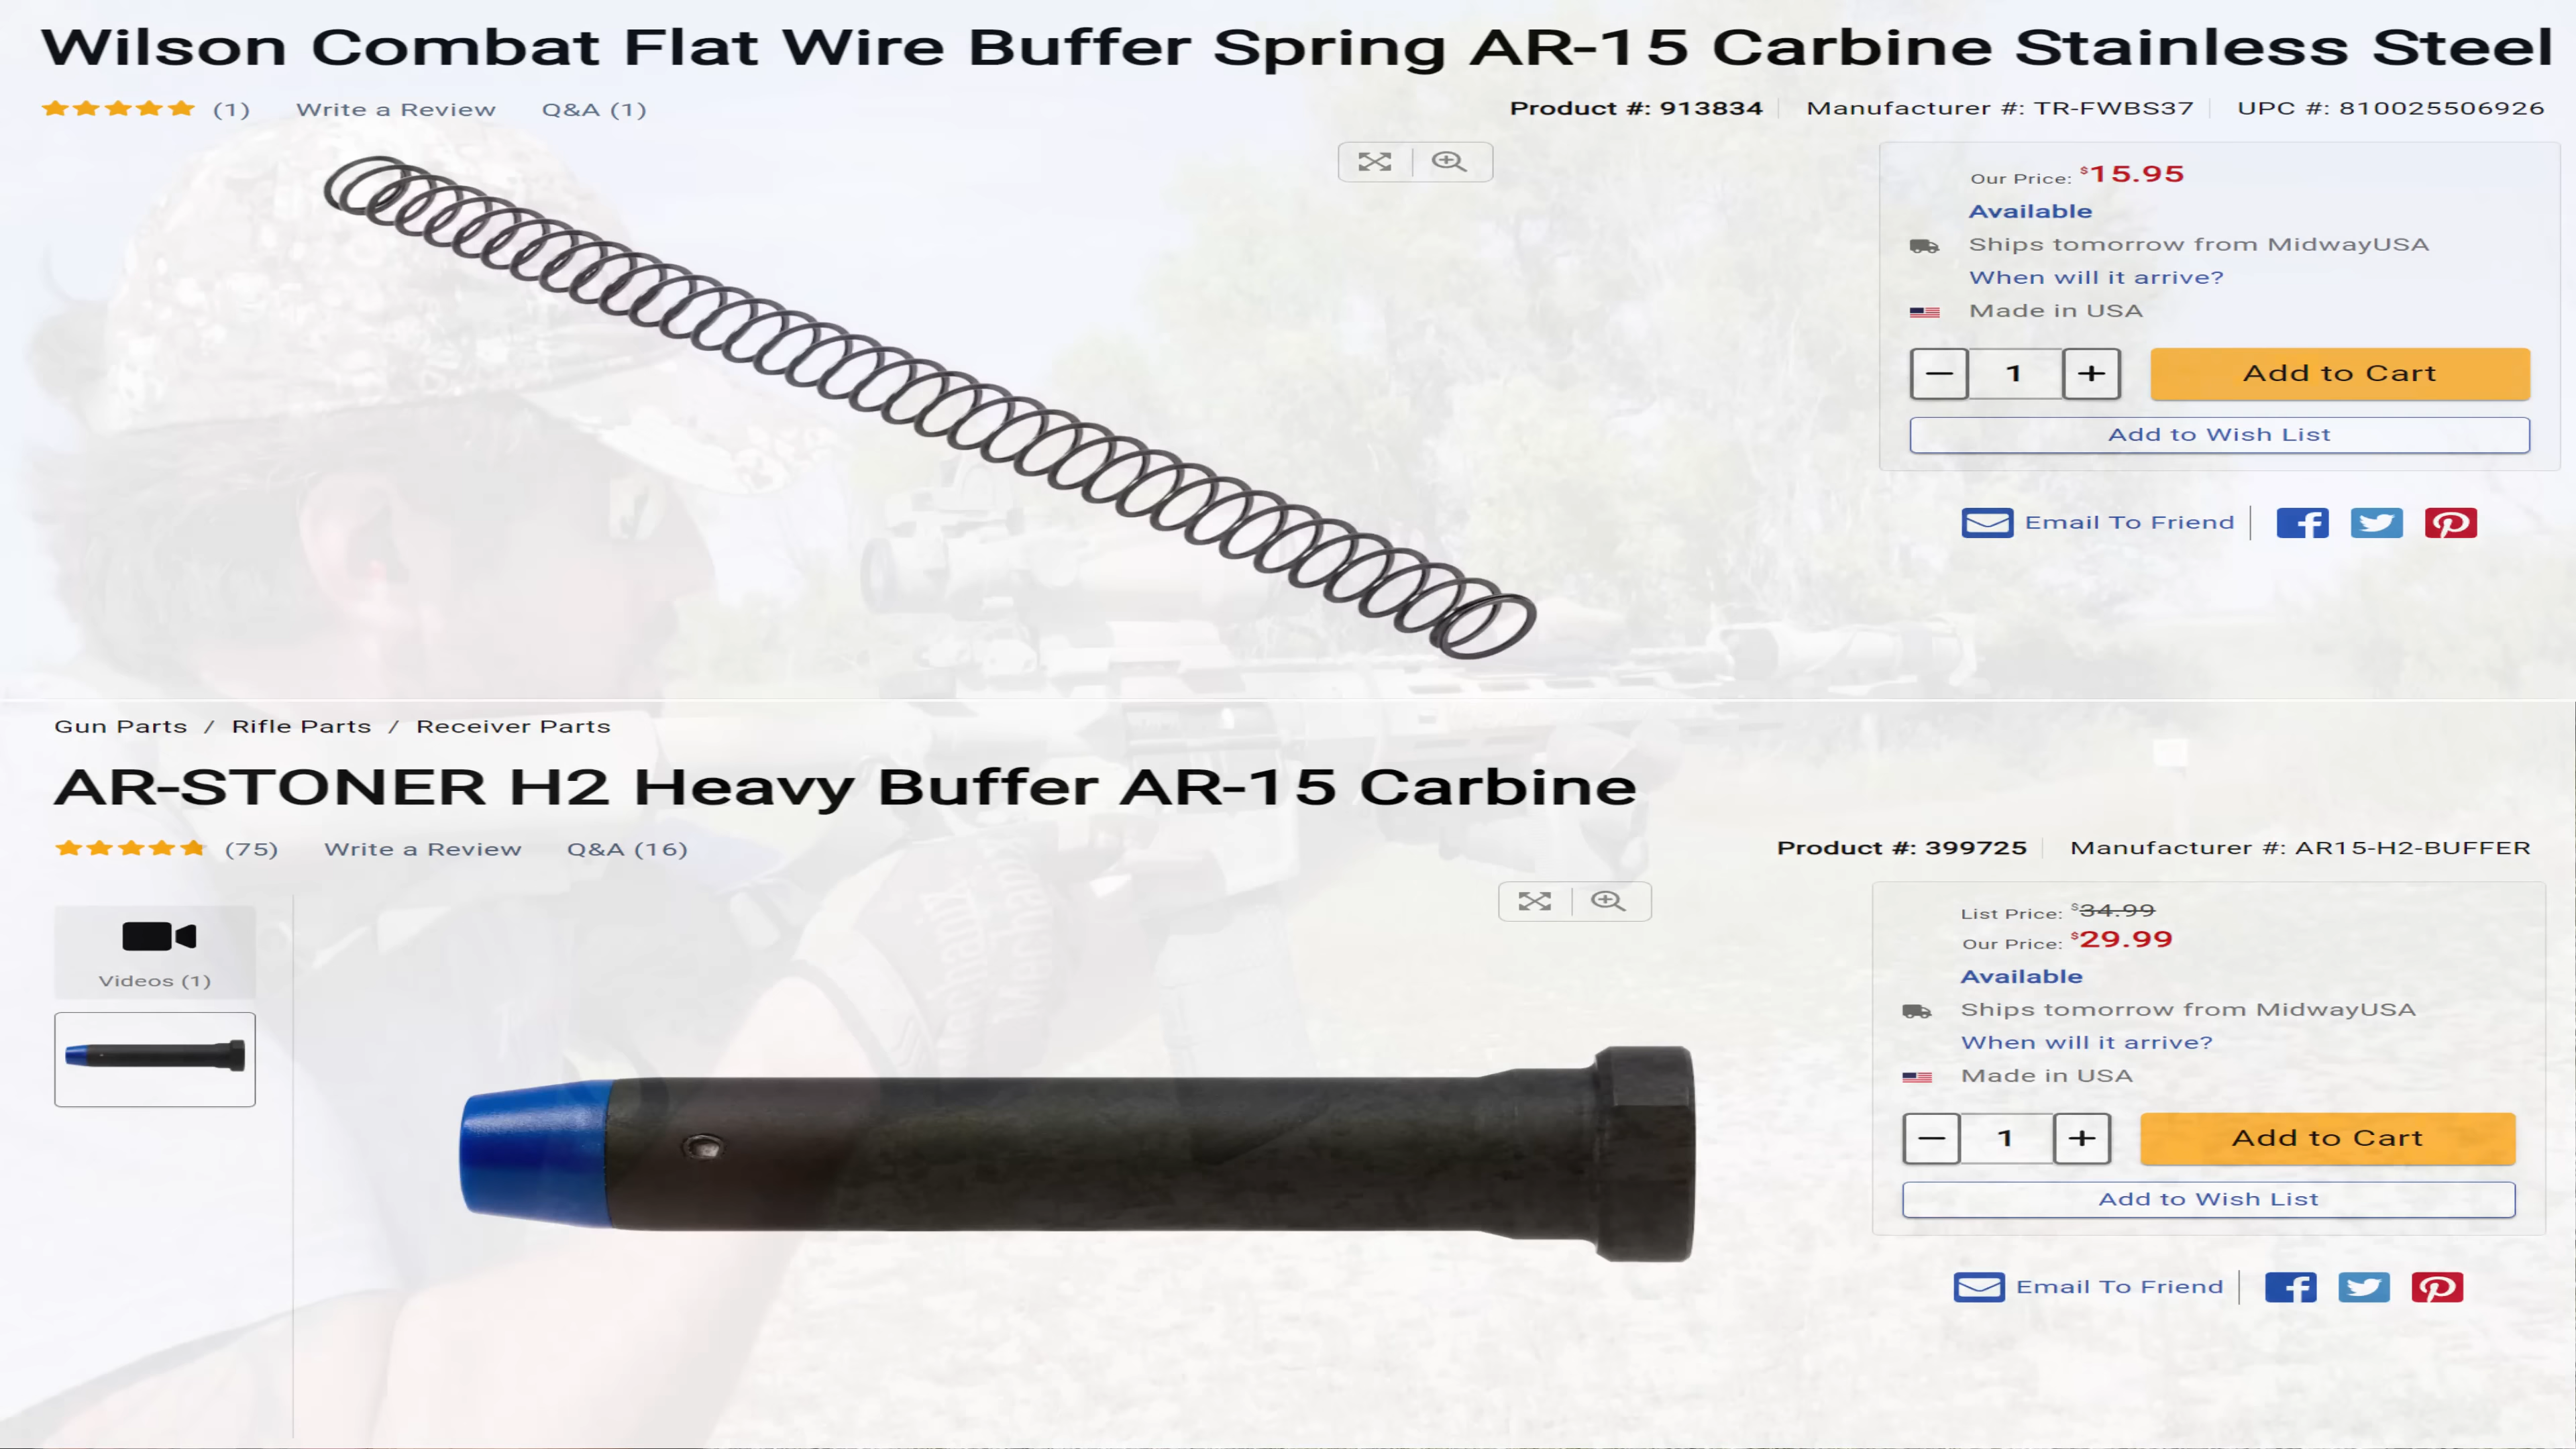 Wilson Combat Flat Wire Buffer Spring AR-15 Carbine Stainless Steel
(1) Write a Review Q&A (1) Product #: 913834 Manufacturer #: TR-FWBS37 UPC #: 810025506926
Our Price: $15.95
Available
Ships tomorrow from MidwayUSA
When will it arrive?
Made in USA
1 Add to Cart
Add to Wish List
Email To Friend
Gun Parts / Rifle Parts / Receiver Parts
AR-STONER H2 Heavy Buffer AR-15 Carbine
(75) Write a Review Q&A (16) Product #: 399725 Manufacturer #: AR15-H2-BUFFER
List Price: $34.99
Our Price: $29.99
Available
Videos (1)
Ships tomorrow from MidwayUSA
When will it arrive?
Made in USA
1 Add to Cart
Add to Wish List
Email To Friend